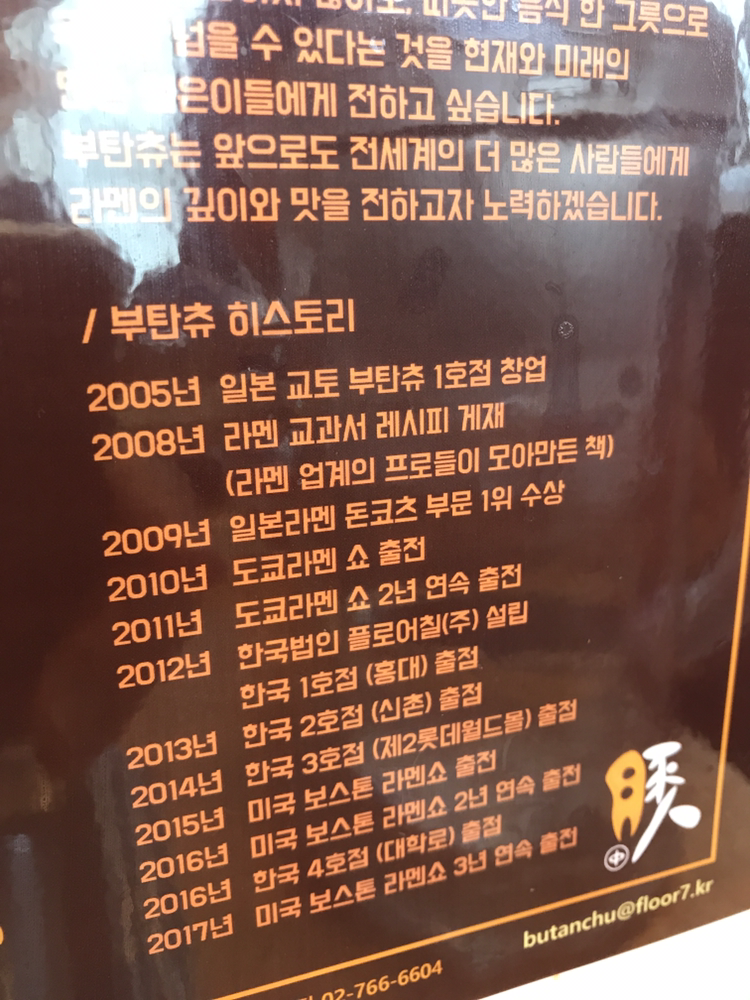 않아도, 따뜻한 음식 한 그릇으로
넘을 수 있다는 것을 현재와 미래의
은이들에게 전하고 싶습니다.
부탄츄는 앞으로도 전세계의 더 많은 사람들에게
라멘의 깊이와 맛을 전하고자 노력하겠습니다.
/ 부탄츄 히스토리
2005년 일본 교토 부탄츄 1호점 창업
2008년 라멘 교과서 레시피 게재
(라멘 업계의 프로들이 모아만든 책)
2009년 일본라멘 돈코츠 부문 1위 수상
2010년 도쿄라멘 쇼 출전
2011년 도쿄라멘 쇼 2년 연속 출전
2012년 한국법인 플로어칠(주) 설립
한국 1호점 (홍대) 출점
2013년 한국 2호점 (신촌) 출점
2014년 한국 3호점 (제2롯데월드몰) 출점
2015년 미국 보스톤 라멘쇼 출전
2016년 미국 보스톤 라멘쇼 2년 연속 출전
2016년 한국 4호점 (대학로) 출점
2017년 미국 보스톤 라멘쇼 3년 연속 출전
中
butanchu@floor7.kr
02-766-6604